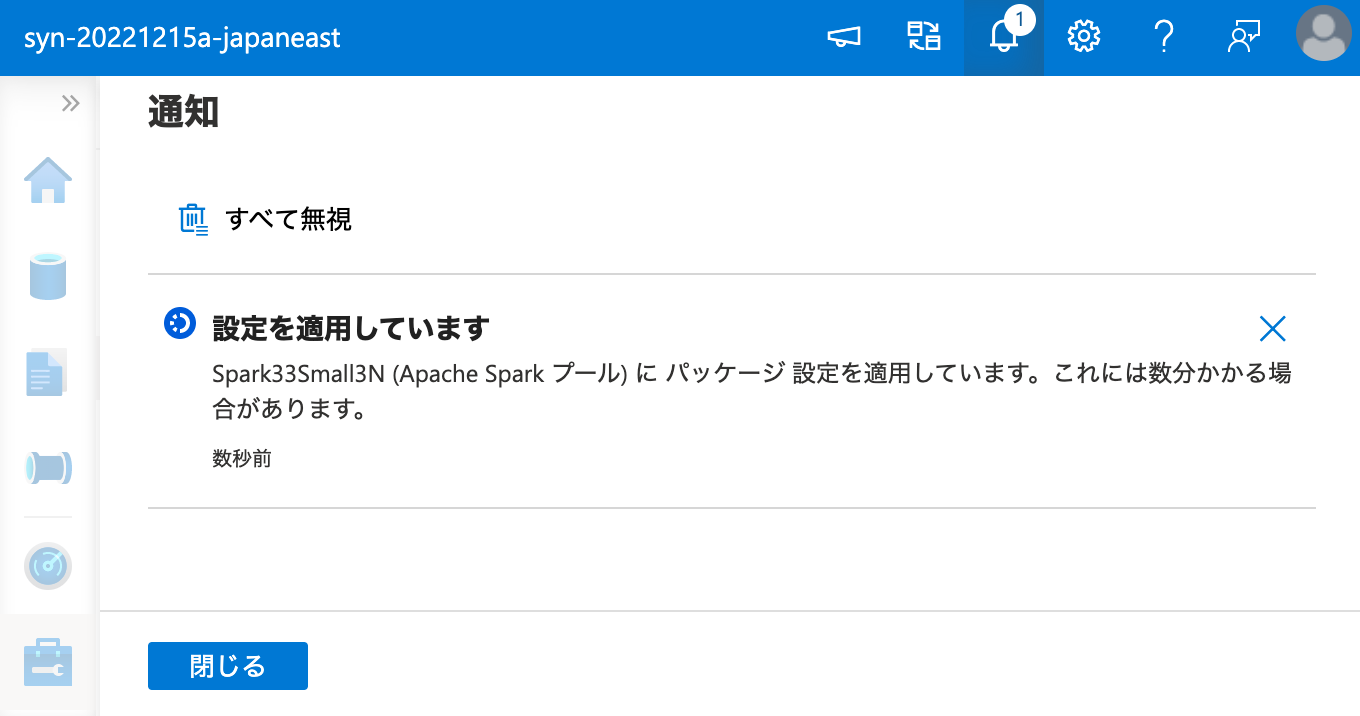 syn-20221215a-japaneast
1
通知
すべて無視
設定を適用しています
Spark33Small3N (Apache Spark プール) に パッケージ 設定を適用しています。これには数分かかる場
合があります。
数秒前
閉じる